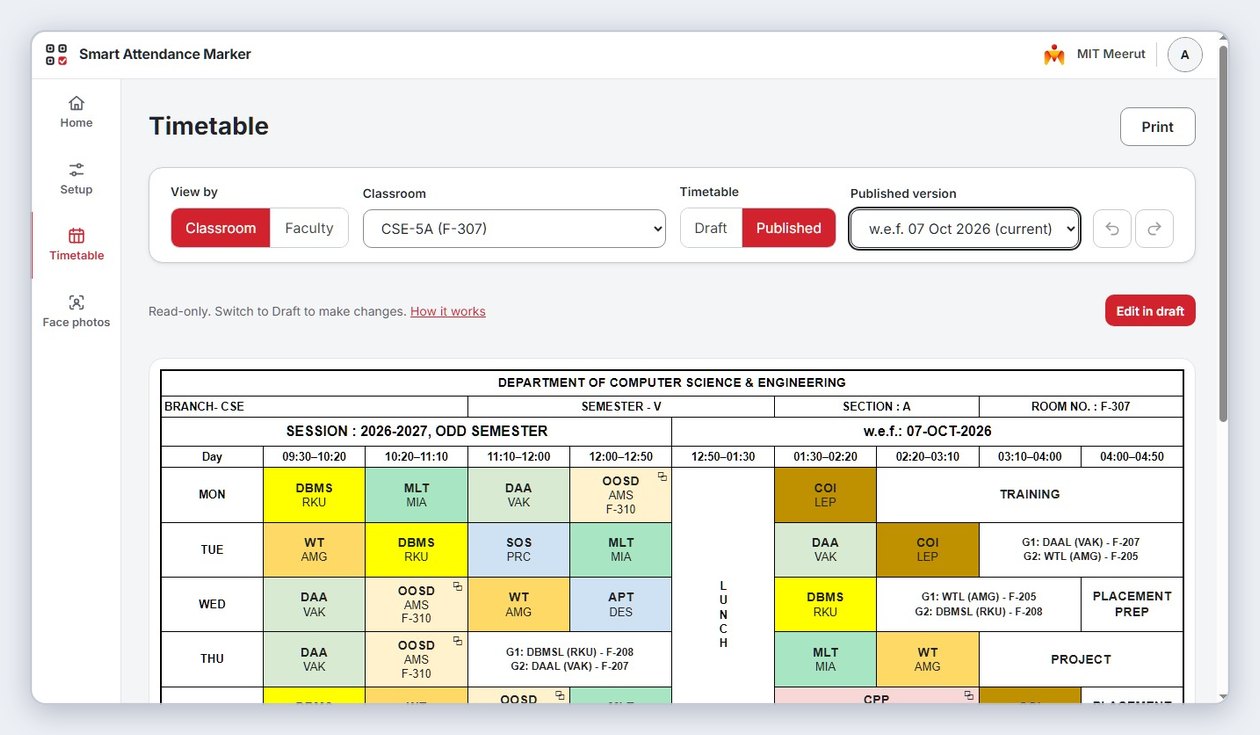 Smart Attendance Marker
MIT Meerut
A
Home
Setup
Timetable
Face photos
Timetable
Print
View by
Classroom Faculty
Classroom
CSE-5A (F-307)
Timetable
Draft Published
Published version
w.e.f. 07 Oct 2026 (current)
Read-only. Switch to Draft to make changes. How it works
Edit in draft
DEPARTMENT OF COMPUTER SCIENCE & ENGINEERING
BRANCH- CSE SEMESTER - V SECTION : A ROOM NO. : F-307
SESSION : 2026-2027, ODD SEMESTER w.e.f.: 07-OCT-2026
Day 09:30–10:20 10:20–11:10 11:10–12:00 12:00–12:50 12:50–01:30 01:30–02:20 02:20–03:10 03:10–04:00 04:00–04:50
MON
DBMS
RKU
MLT
MIA
DAA
VAK
OOSD
AMS
F-310
COI
LEP
TRAINING
TUE
WT
AMG
DBMS
RKU
SOS
PRC
MLT
MIA
DAA
VAK
COI
LEP
G1: DAAL (VAK) - F-207
G2: WTL (AMG) - F-205
WED
DAA
VAK
OOSD
AMS
F-310
WT
AMG
APT
DES
L
U
N
C
H
DBMS
RKU
G1: WTL (AMG) - F-205
G2: DBMSL (RKU) - F-208
PLACEMENT
PREP
THU
DAA
VAK
OOSD
AMS
F-310
G1: DBMSL (RKU) - F-208
G2: DAAL (VAK) - F-207
MLT
MIA
WT
AMG
PROJECT
OOSD
CPP